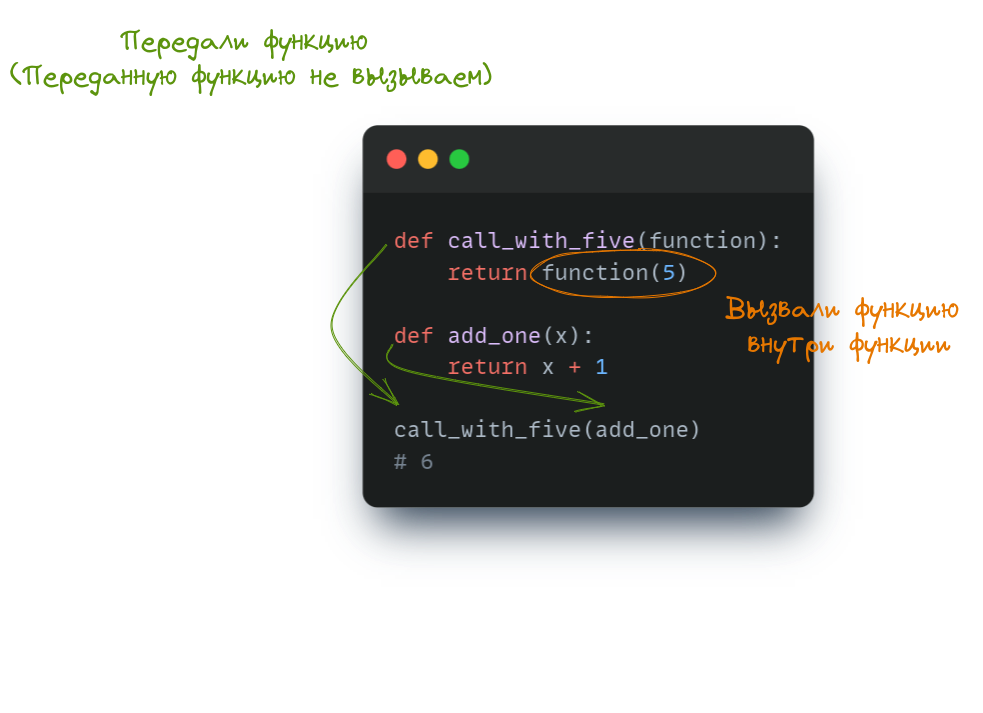 Передали функцию
(Переданную функцию не вызываем)
def call_with_five(function):
    return function(5)
def add_one(x):
    return x + 1
call_with_five(add_one)
# 6
Вызвали функцию
внутри функции